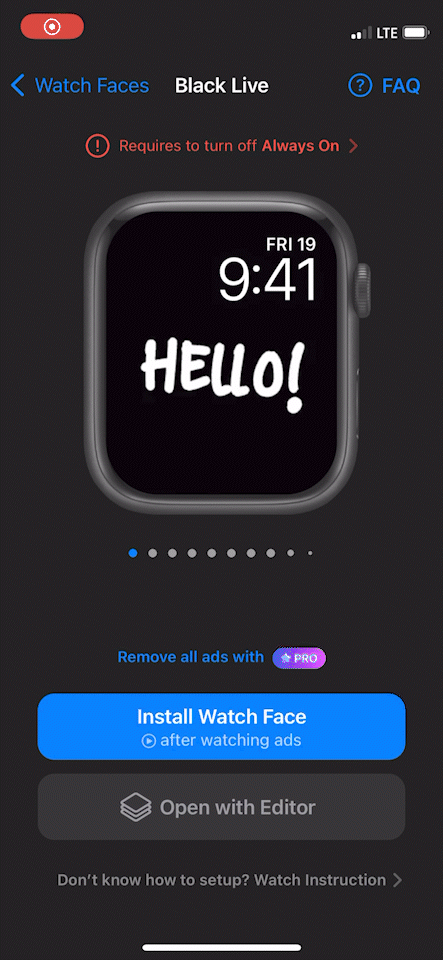 LTE
Watch Faces
Black Live
FAQ
Requires to turn off Always On
FRI 19
9:41
HELLO!
Remove all ads with PRO
Install Watch Face
after watching ads
Open with Editor
Don't know how to setup? Watch Instruction